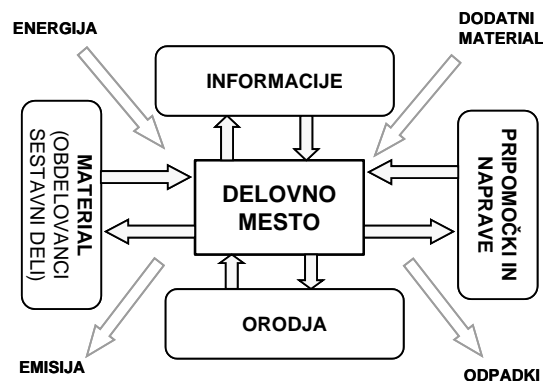 ENERGIJA
DODATNI
MATERIAL
INFORMACIJE
MATERIAL
(OBDELOVANCI
SESTAVNI DELI)
DELOVNO
MESTO
PRIPOMOČKI IN
NAPRAVE
ORODJA
EMISIJA
ODPADKI